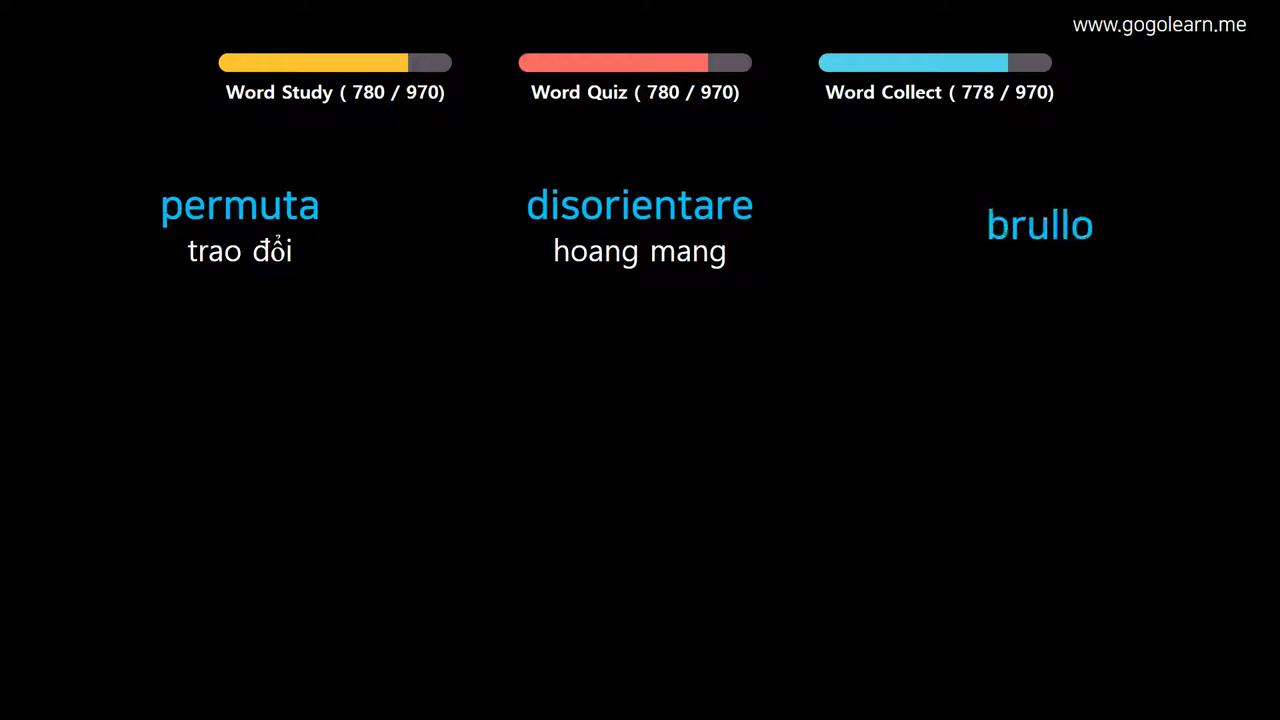 www.gogolearn.me
Word Study ( 780 / 970)
Word Quiz ( 780 / 970)
Word Collect ( 778 / 970)
permuta
trao đổi
disorientare
hoang mang
brullo